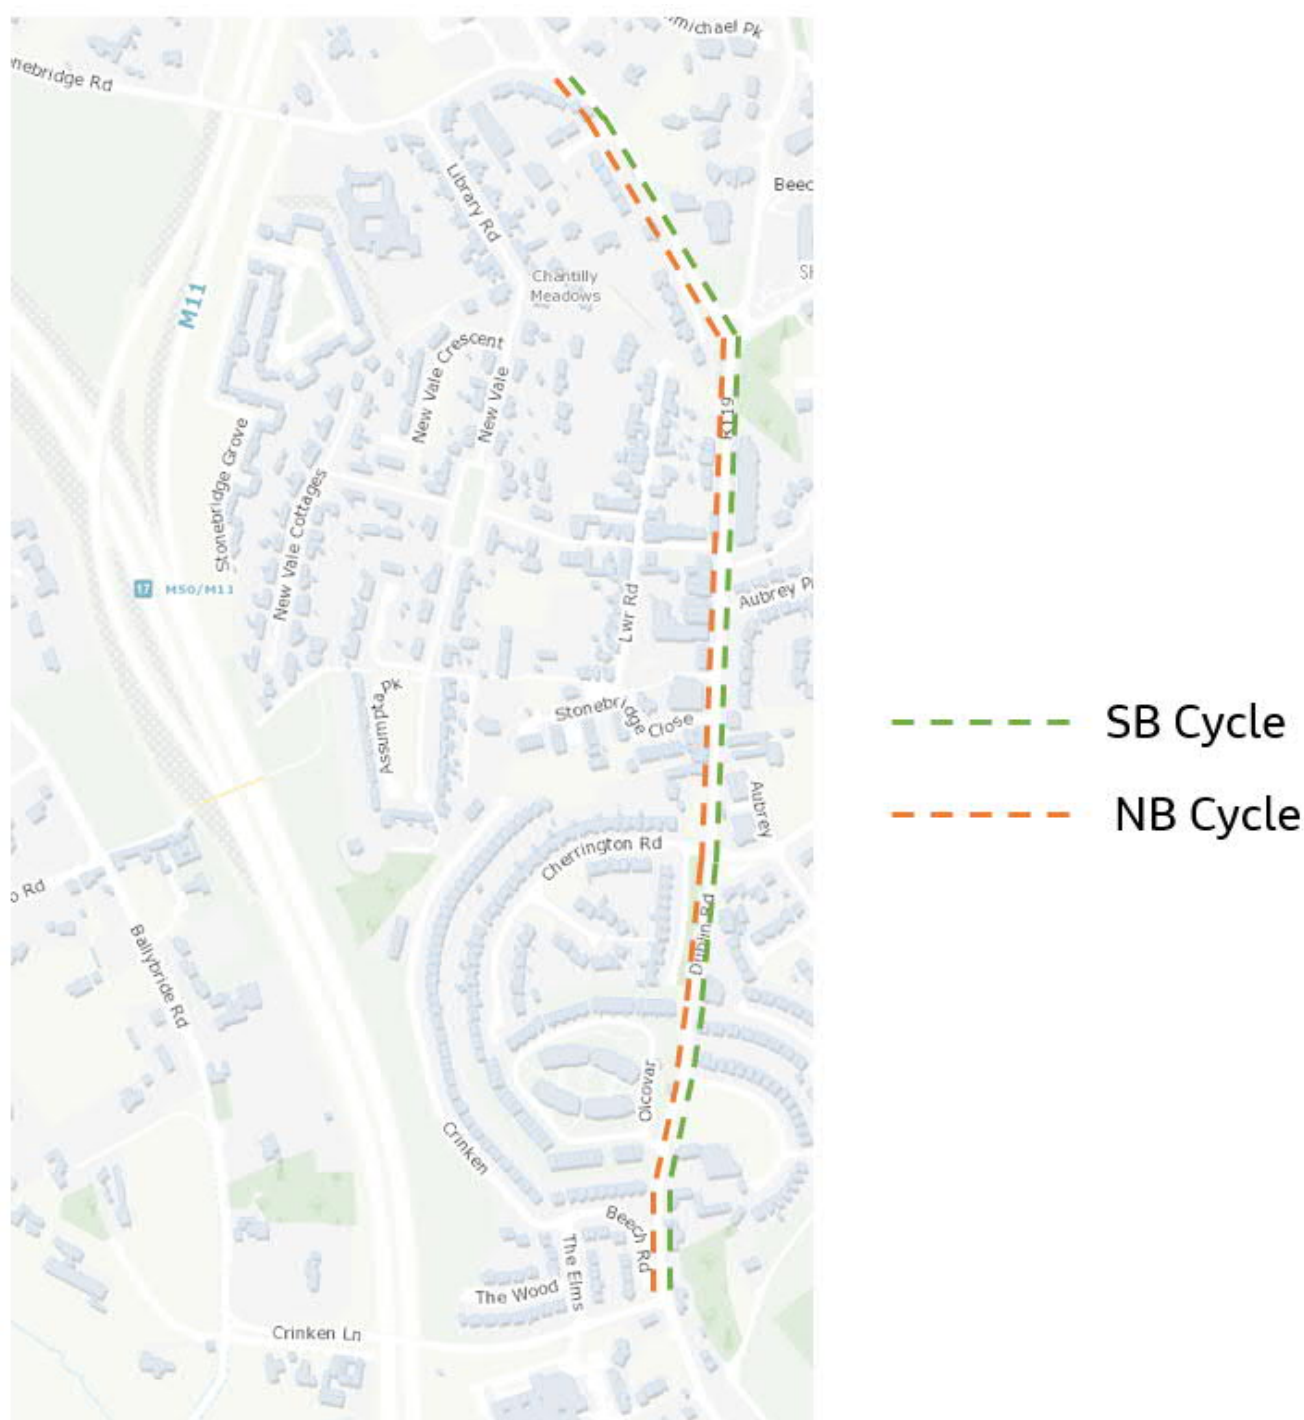 michael Pk
nebridge Rd
Library Rd
Beec
Chantilly
Meadows
M11
New Vale Crescent
New Vale
R119
Stonebridge Grove
New Vale Cottages
17 M50/M11
Lwr Rd
Aubrey P
Assumpta Pk
Stonebridge Close
SB Cycle
Aubrey
NB Cycle
Cherrington Rd
o Rd
Dublin Rd
Ballybride Rd
Olcovar
Crinken
Beech Rd
The Elms
The Wood
Crinken Ln